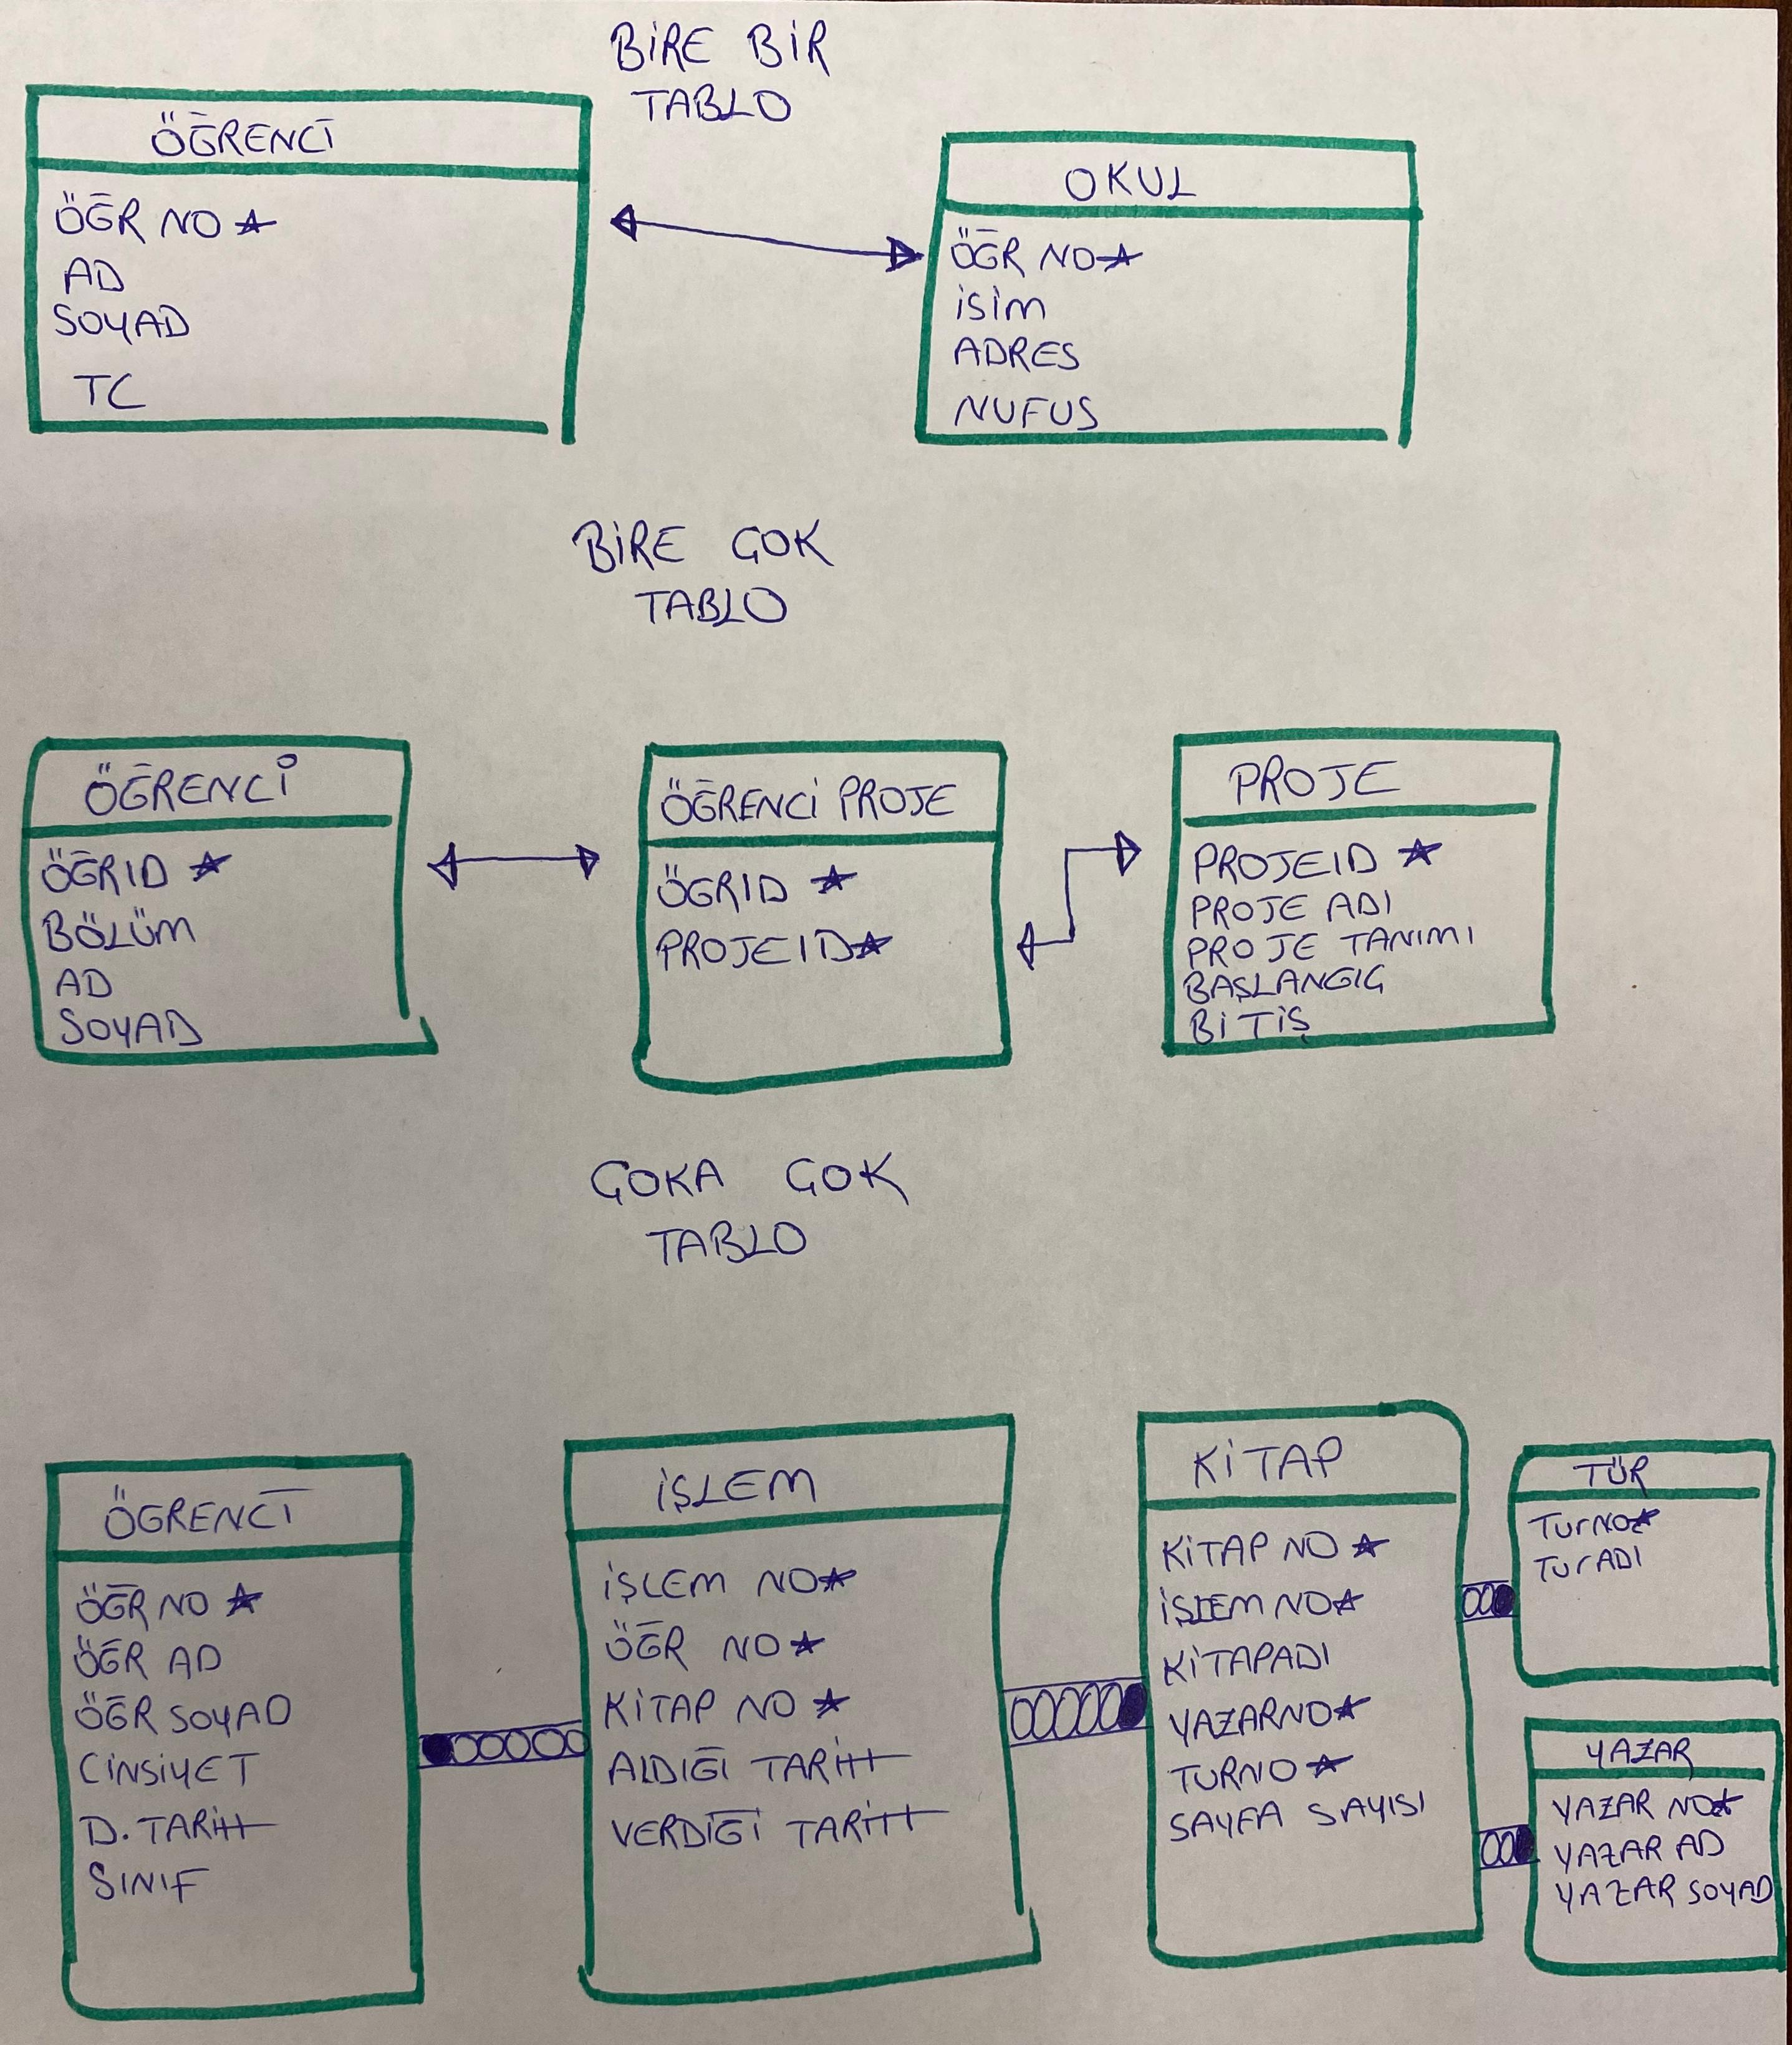 BİRE BİR
TABLO
ÖĞRENCİ
ÖĞR NO ☆
AD
SOYAD
TC
OKUL
ÖĞR NO ☆
İSİM
ADRES
NUFUS
BİRE ÇOK
TABLO
ÖĞRENCİ
ÖĞRID ☆
BÖLÜM
AD
SOYAD
ÖĞRENCİ PROJE
ÖGRID ☆
PROJEID ☆
PROJE
PROJEID ☆
PROJE ADI
PROJE TANIMI
BAŞLANGIÇ
BİTİŞ
ÇOKA ÇOK
TABLO
ÖGRENCİ
ÖĞR NO ☆
ÖĞR AD
ÖĞR SOYAD
CİNSİYET
D. TARİH
SINIF
İŞLEM
İŞLEM NO ☆
ÖĞR NO ☆
KİTAP NO ☆
ALDIĞI TARİH
VERDİĞİ TARİH
KİTAP
KİTAP NO ☆
İŞLEM NO ☆
KİTAPADI
YAZARNO ☆
TURNO ☆
SAYFA SAYISI
TÜR
TurNO ☆
TurADI
YAZAR
YAZAR NO ☆
YAZAR AD
YAZAR SOYAD